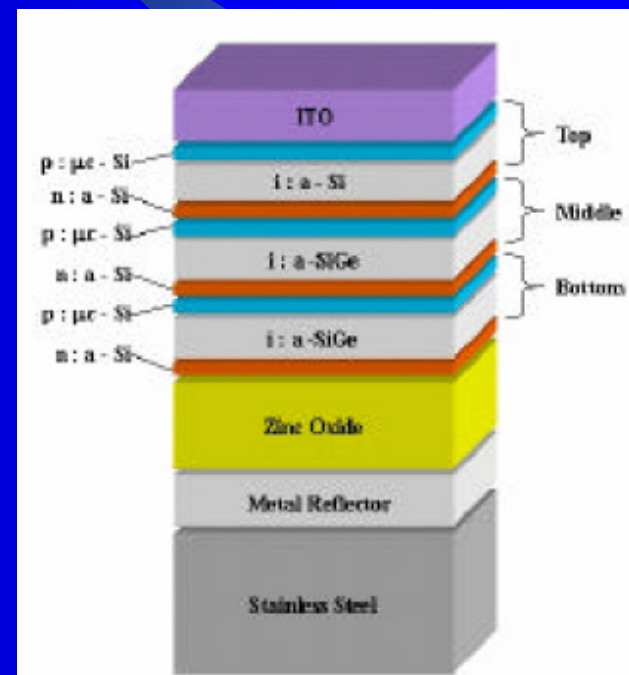 ITO
Top
p : μc - Si
i : a - Si
n : a - Si
Middle
p : μc - Si
i : a-SiGe
n : a - Si
Bottom
p : μc - Si
i : a-SiGe
n : a - Si
Zinc Oxide
Metal Reflector
Stainless Steel